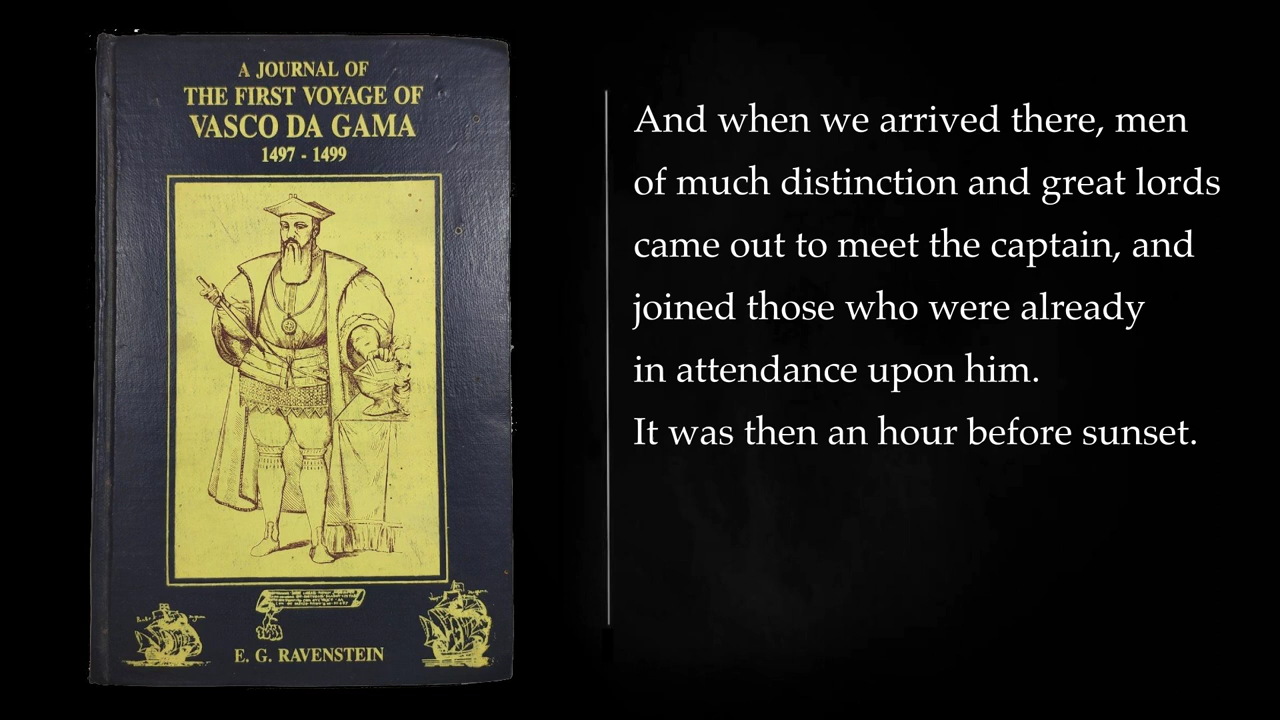 A JOURNAL OF
THE FIRST VOYAGE OF
VASCO DA GAMA
1497 - 1499
E. G. RAVENSTEIN
And when we arrived there, men
of much distinction and great lords
came out to meet the captain, and
joined those who were already
in attendance upon him.
It was then an hour before sunset.